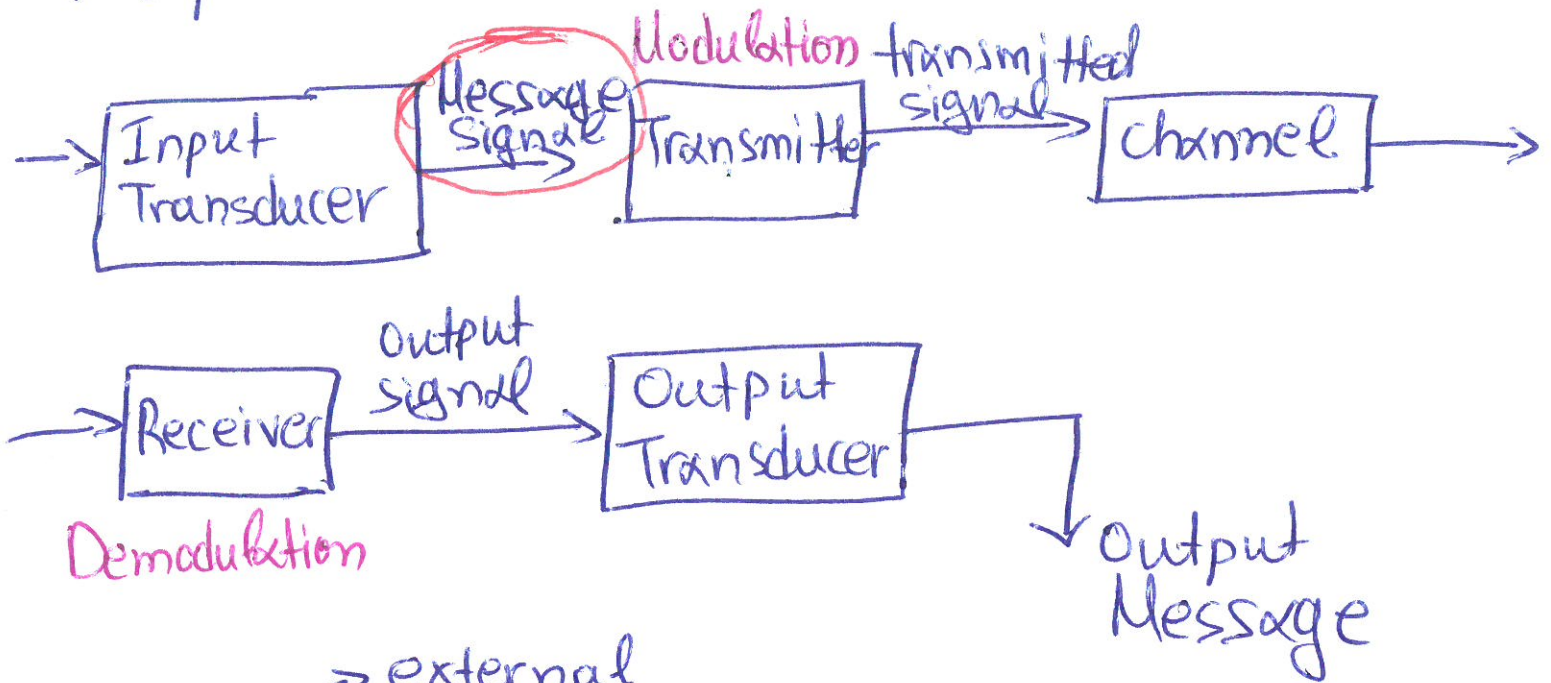 Modulation
transmitted
signal
Message
signal
Input
Transducer
Transmitter
Channel
Output
signal
Receiver
Output
Transducer
Demodulation
Output
Message
external